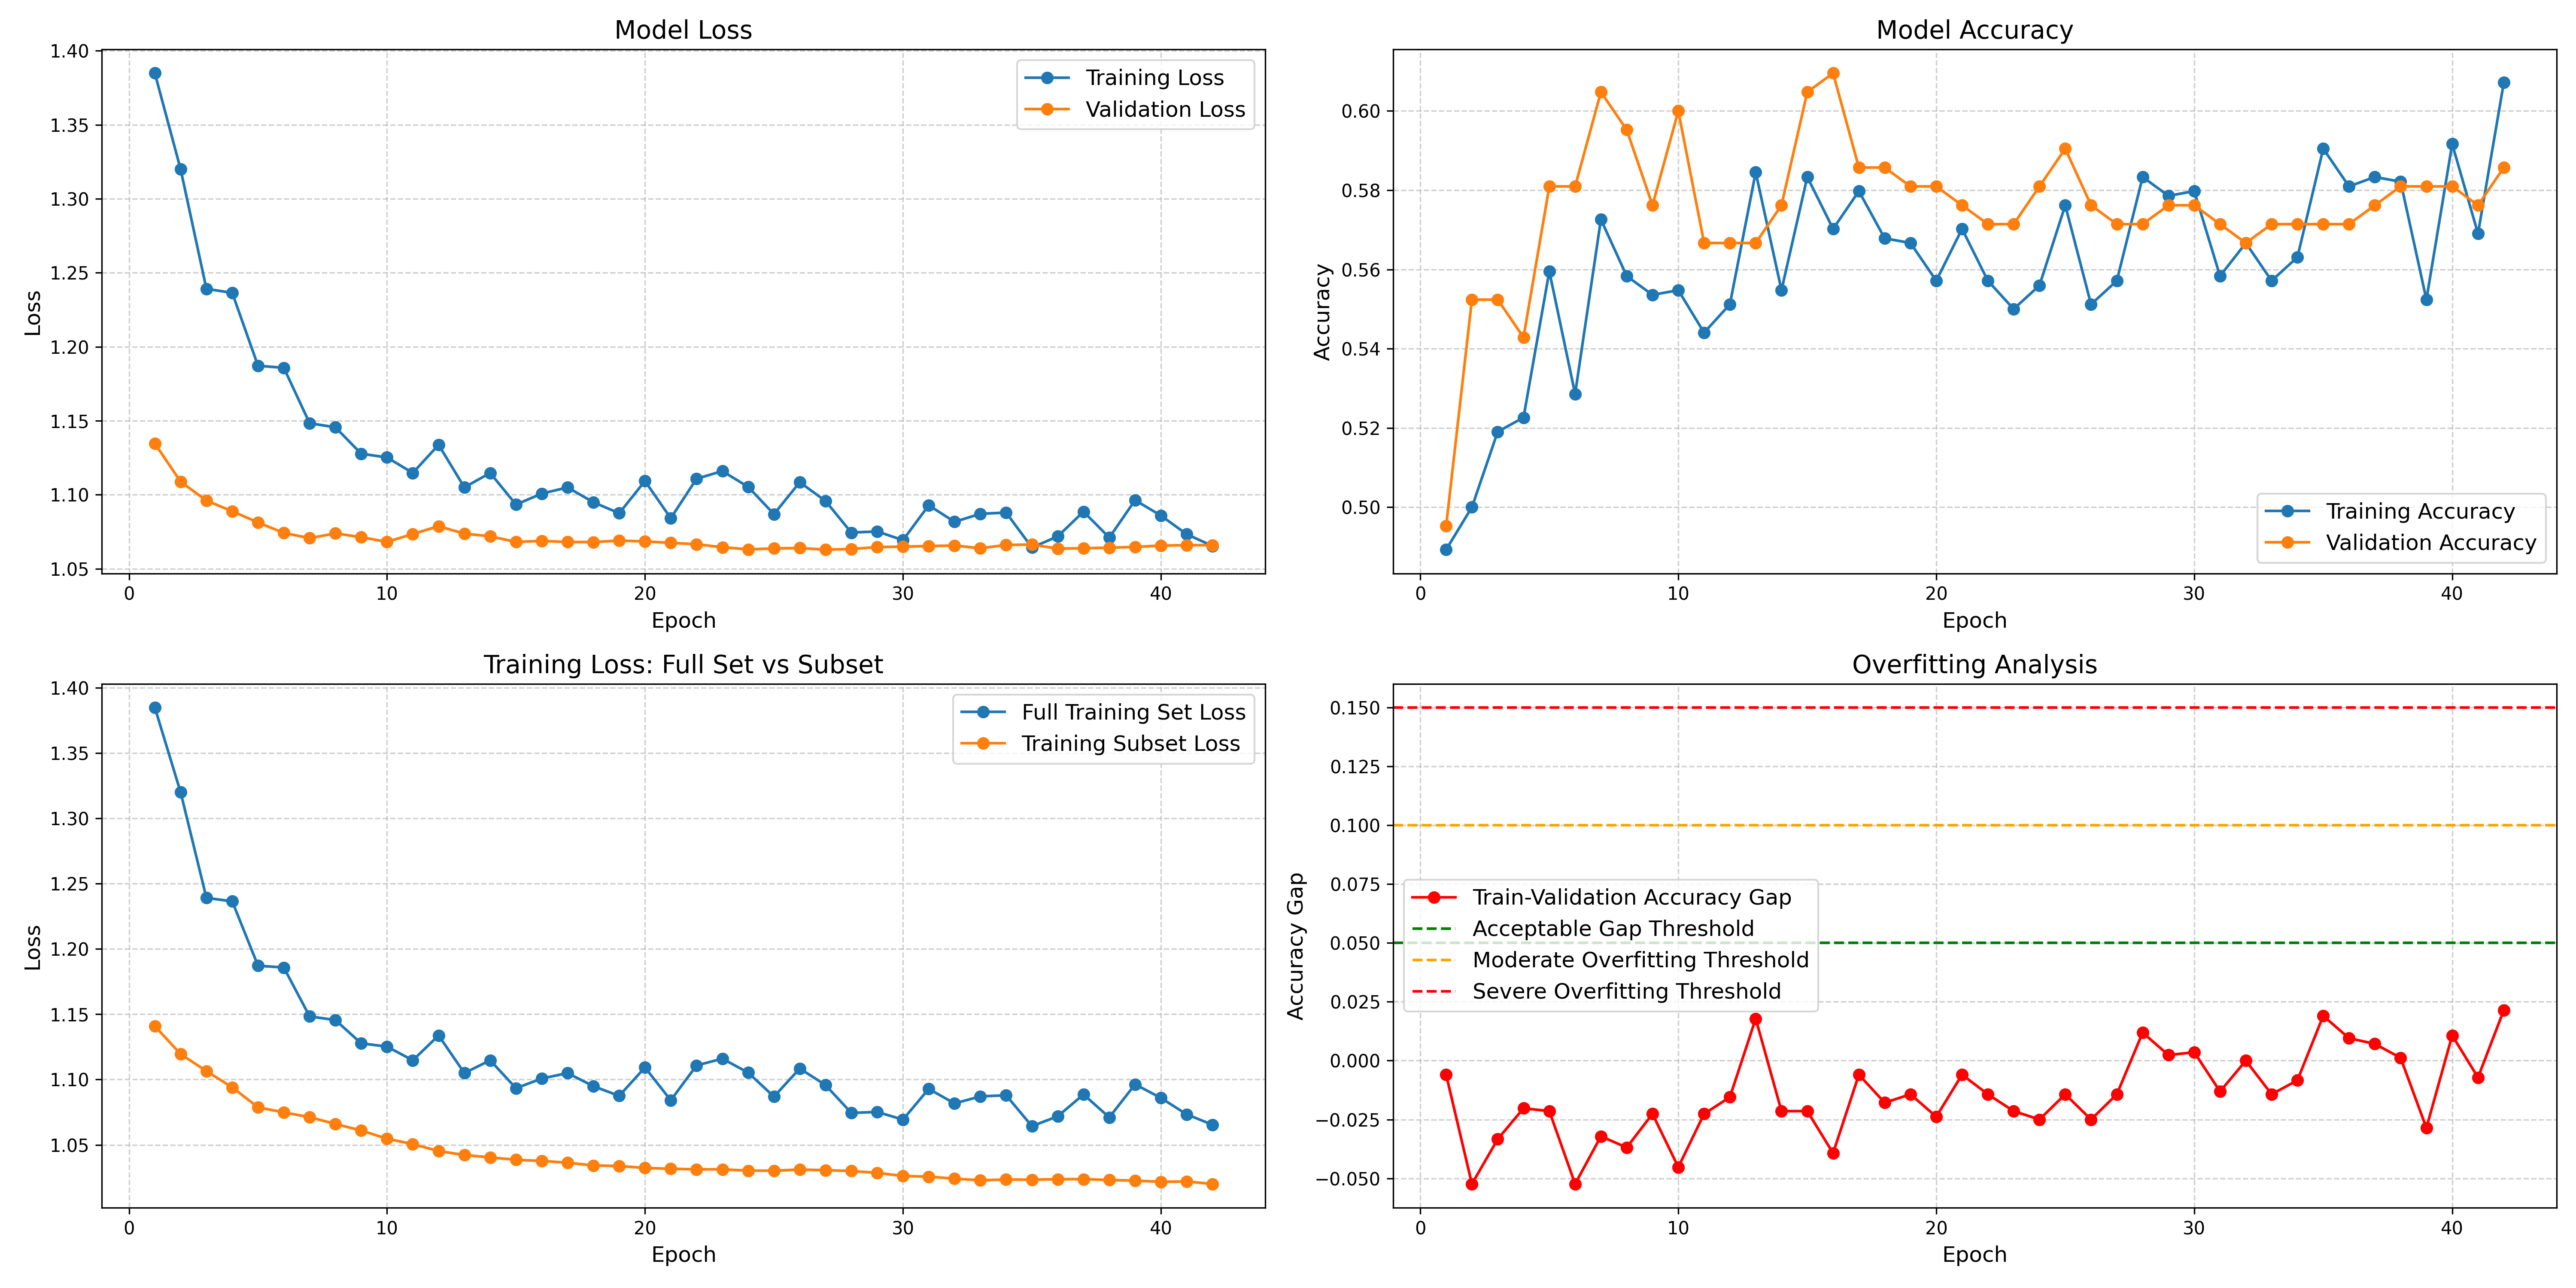 Model Loss
1.40
1.35
1.30
1.25
1.20
1.15
1.10
1.05
Loss
Training Loss
Validation Loss
0 10 20 30 40
Epoch
Model Accuracy
0.60
0.58
0.56
0.54
0.52
0.50
Accuracy
Training Accuracy
Validation Accuracy
0 10 20 30 40
Epoch
Training Loss: Full Set vs Subset
1.40
1.35
1.30
1.25
1.20
1.15
1.10
1.05
Loss
Full Training Set Loss
Training Subset Loss
0 10 20 30 40
Epoch
Overfitting Analysis
0.150
0.125
0.100
0.075
0.050
0.025
0.000
−0.025
−0.050
Accuracy Gap
Train-Validation Accuracy Gap
Acceptable Gap Threshold
Moderate Overfitting Threshold
Severe Overfitting Threshold
0 10 20 30 40
Epoch